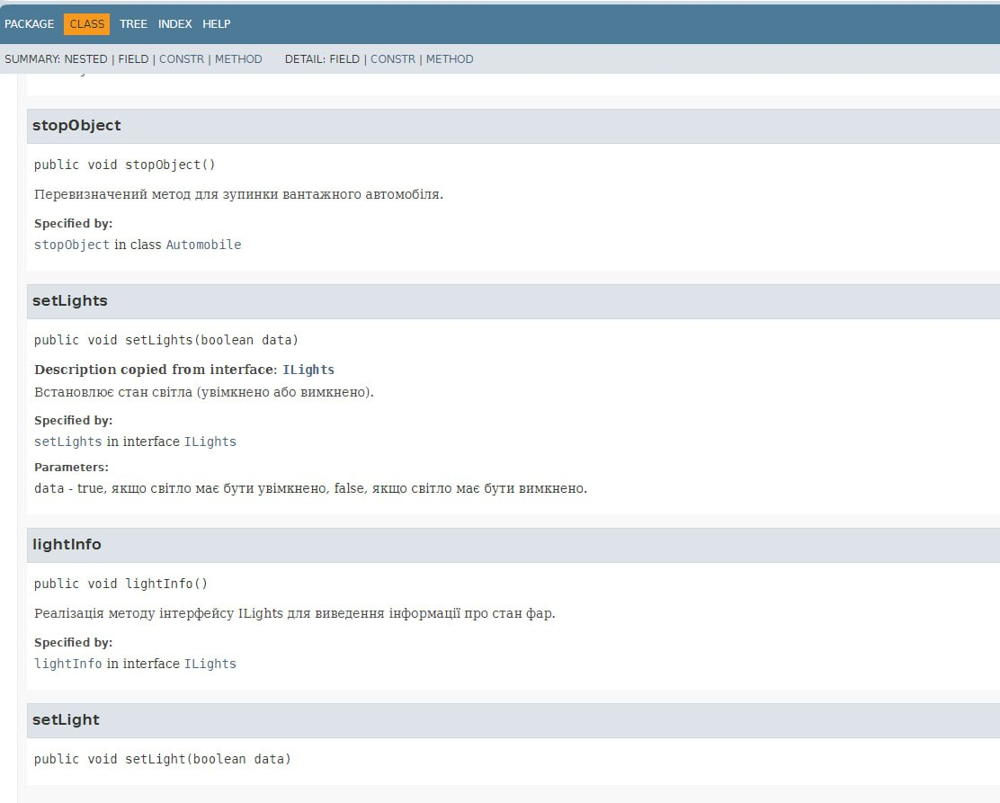 PACKAGE CLASS TREE INDEX HELP
SUMMARY: NESTED | FIELD | CONSTR | METHOD DETAIL: FIELD | CONSTR | METHOD
stopObject
public void stopObject()
Перевизначений метод для зупинки вантажного автомобіля.
Specified by:
stopObject in class Automobile
setLights
public void setLights(boolean data)
Description copied from interface: ILights
Встановлює стан світла (увімкнено або вимкнено).
Specified by:
setLights in interface ILights
Parameters:
data - true, якщо світло має бути увімкнено, false, якщо світло має бути вимкнено.
lightInfo
public void lightInfo()
Реалізація методу інтерфейсу ILights для виведення інформації про стан фар.
Specified by:
lightInfo in interface ILights
setLight
public void setLight(boolean data)